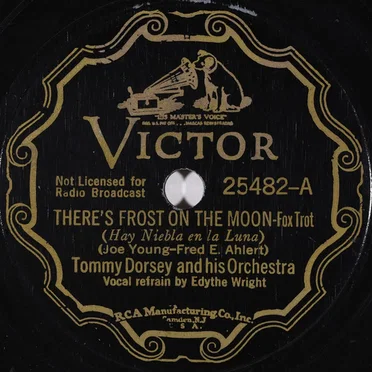 "HIS MASTER'S VOICE"
VICTOR
Not Licensed for
Radio Broadcast
25482-A
THERE'S FROST ON THE MOON-Fox Trot
(Hay Niebla en la Luna)
(Joe Young-Fred E. Ahlert)
Tommy Dorsey and his Orchestra
Vocal refrain by Edythe Wright
RCA Manufacturing Co., Inc.
Camden, N.J.
U.S.A.